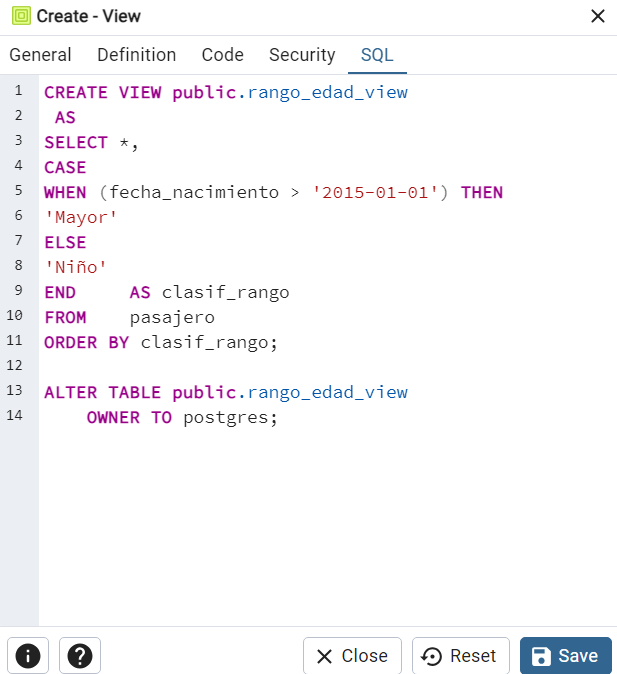 Create - View
General Definition Code Security SQL
1 CREATE VIEW public.rango_edad_view
2 AS
3 SELECT *,
4 CASE
5 WHEN (fecha_nacimiento > '2015-01-01') THEN
6 'Mayor'
7 ELSE
8 'Niño'
9 END     AS clasif_rango
10 FROM    pasajero
11 ORDER BY clasif_rango;
12
13 ALTER TABLE public.rango_edad_view
14     OWNER TO postgres;
Close Reset Save